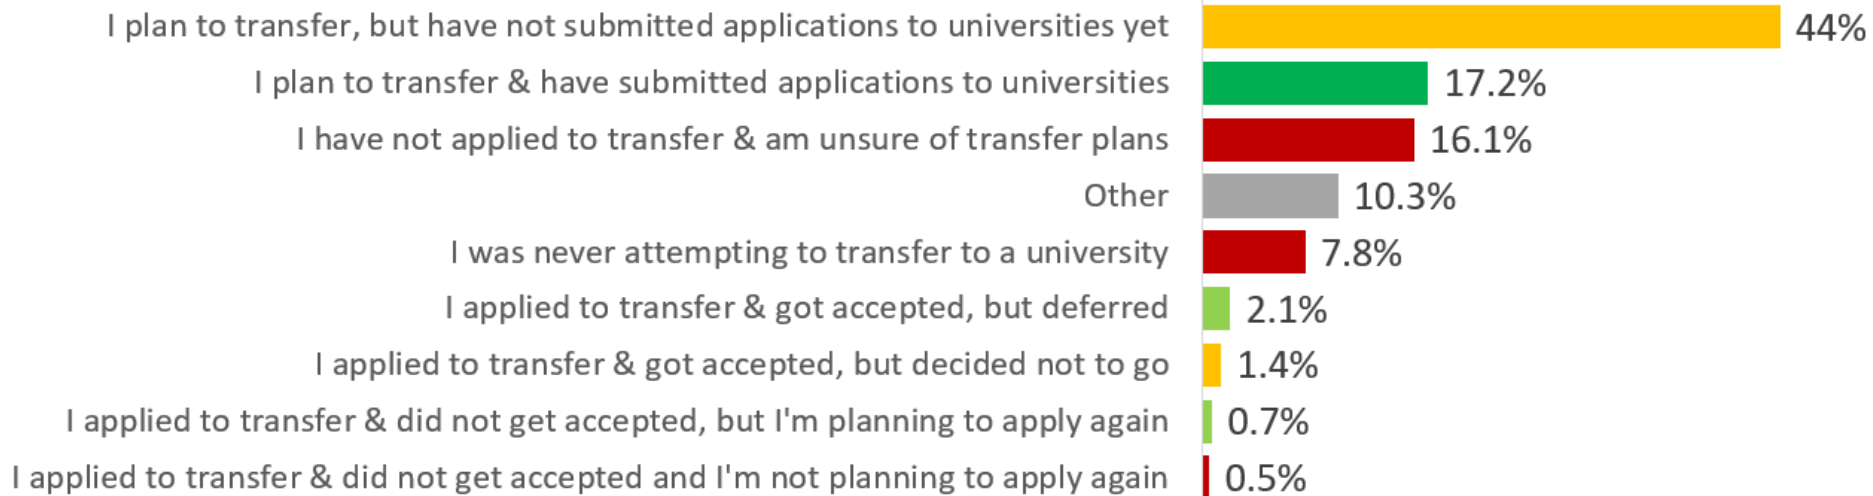 I plan to transfer, but have not submitted applications to universities yet 44%
I plan to transfer & have submitted applications to universities 17.2%
I have not applied to transfer & am unsure of transfer plans 16.1%
Other 10.3%
I was never attempting to transfer to a university 7.8%
I applied to transfer & got accepted, but deferred 2.1%
I applied to transfer & got accepted, but decided not to go 1.4%
I applied to transfer & did not get accepted, but I'm planning to apply again 0.7%
I applied to transfer & did not get accepted and I'm not planning to apply again 0.5%